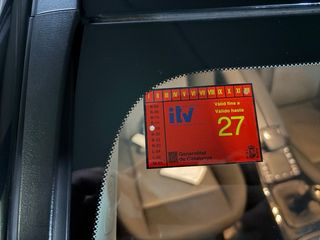 I II III IV V VI VII VIII IX X XI XII
Vàlid fins a
Válido hasta
itv
27
Generalitat
de Catalunya